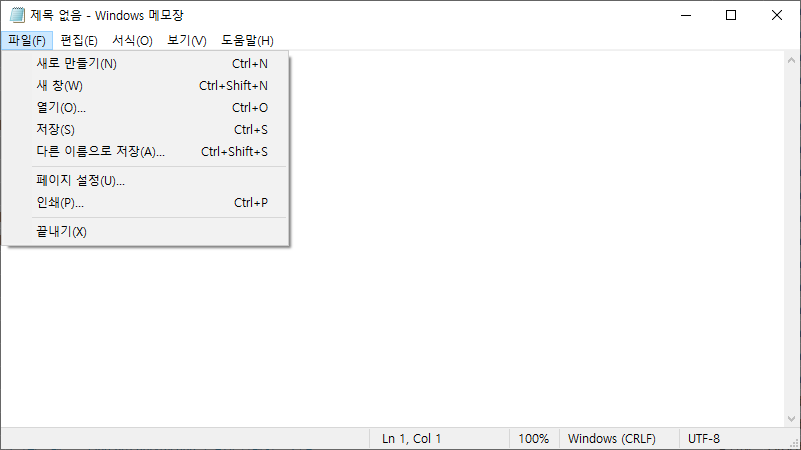 제목 없음 - Windows 메모장
파일(F) 편집(E) 서식(O) 보기(V) 도움말(H)
새로 만들기(N) Ctrl+N
새 창(W) Ctrl+Shift+N
열기(O)... Ctrl+O
저장(S) Ctrl+S
다른 이름으로 저장(A)... Ctrl+Shift+S
페이지 설정(U)...
인쇄(P)... Ctrl+P
끝내기(X)
Ln 1, Col 1 100% Windows (CRLF) UTF-8